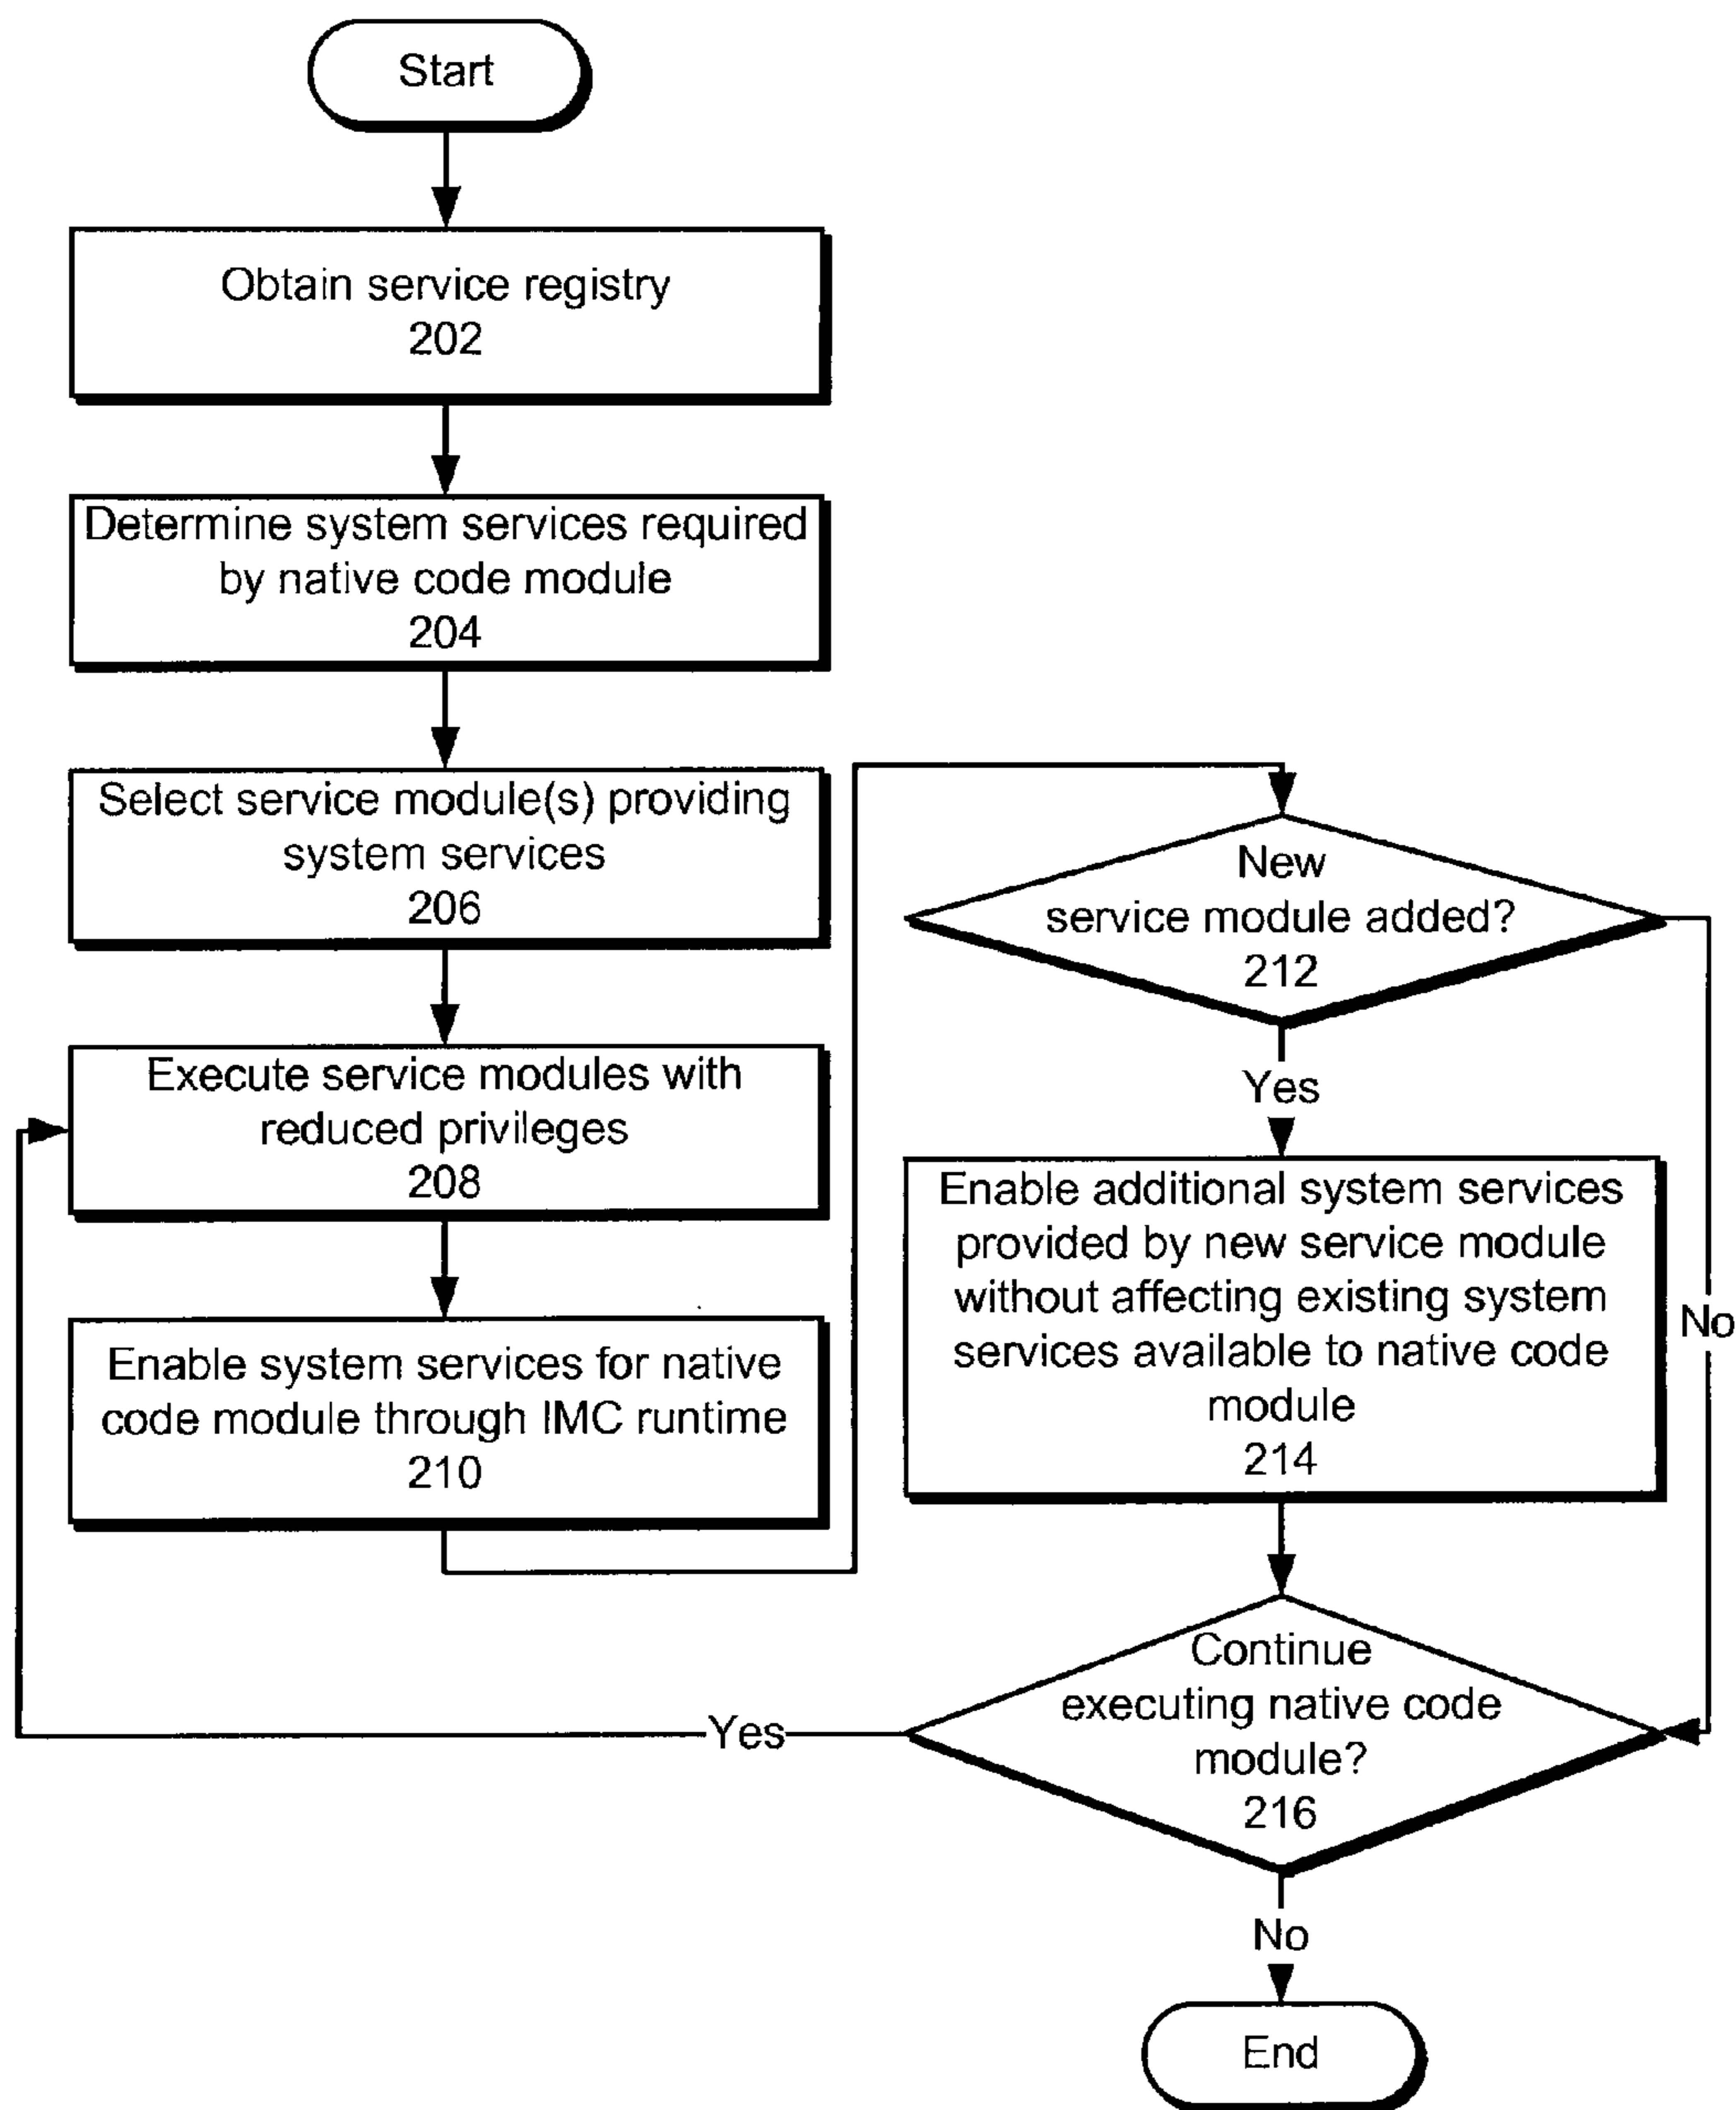 Start
Obtain service registry
202
Determine system services required
by native code module
204
Select service module(s) providing
system services
206
Execute service modules with
reduced privileges
208
Enable system services for native
code module through IMC runtime
210
New
service module added?
212
Yes
No
Enable additional system services
provided by new service module
without affecting existing system
services available to native code
module
214
Continue
executing native code
module?
216
Yes
No
End